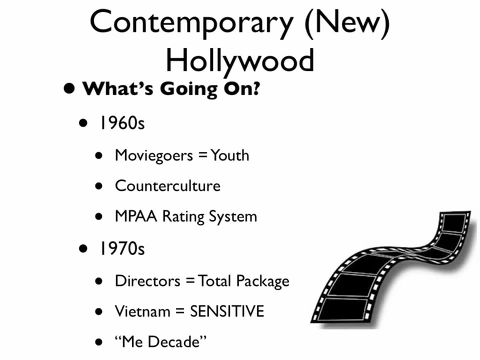 Contemporary (New)
Hollywood
• What's Going On?
• 1960s
• Moviegoers = Youth
• Counterculture
• MPAA Rating System
• 1970s
• Directors = Total Package
• Vietnam = SENSITIVE
• “Me Decade”